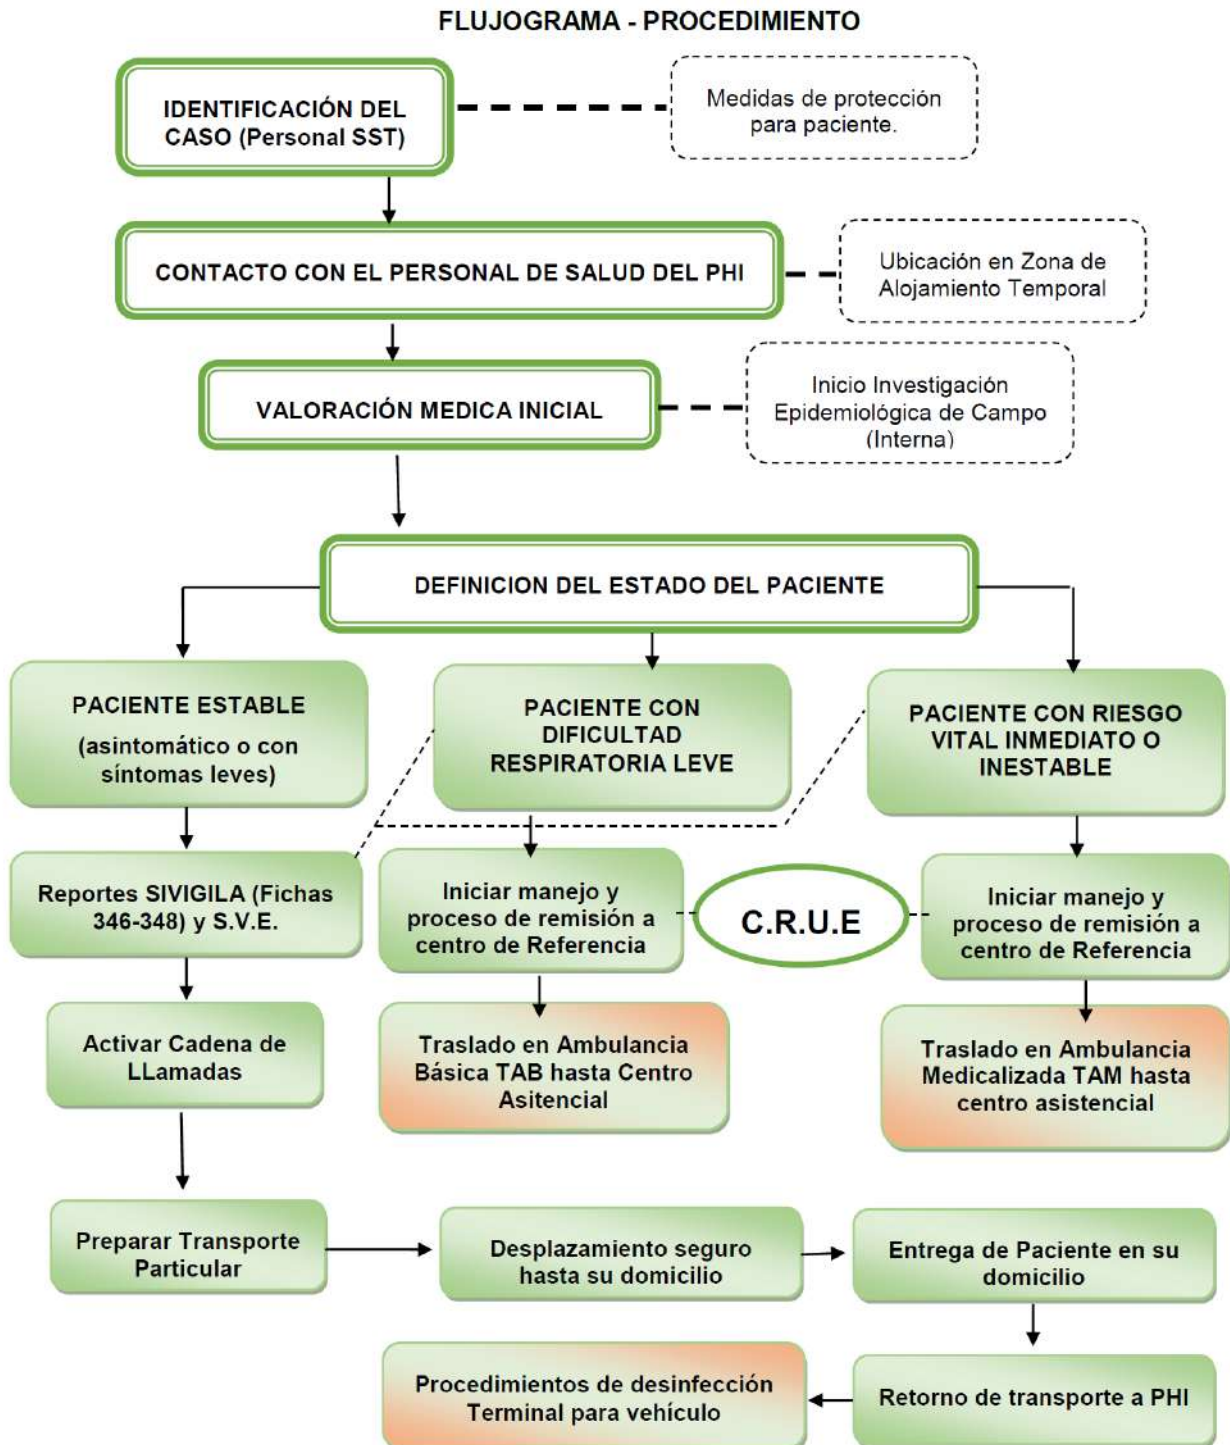 FLUJOGRAMA - PROCEDIMIENTO
IDENTIFICACIÓN DEL
CASO (Personal SST)
Medidas de protección
para paciente.
CONTACTO CON EL PERSONAL DE SALUD DEL PHI
Ubicación en Zona de
Alojamiento Temporal
VALORACIÓN MEDICA INICIAL
Inicio Investigación
Epidemiológica de Campo
(Interna)
DEFINICION DEL ESTADO DEL PACIENTE
PACIENTE ESTABLE
(asintomático o con
síntomas leves)
PACIENTE CON
DIFICULTAD
RESPIRATORIA LEVE
PACIENTE CON RIESGO
VITAL INMEDIATO O
INESTABLE
Reportes SIVIGILA (Fichas
346-348) y S.V.E.
Iniciar manejo y
proceso de remisión a
centro de Referencia
C.R.U.E
Iniciar manejo y
proceso de remisión a
centro de Referencia
Activar Cadena de
LLamadas
Traslado en Ambulancia
Básica TAB hasta Centro
Asitencial
Traslado en Ambulancia
Medicalizada TAM hasta
centro asistencial
Preparar Transporte
Particular
Desplazamiento seguro
hasta su domicilio
Entrega de Paciente en su
domicilio
Procedimientos de desinfección
Terminal para vehículo
Retorno de transporte a PHI